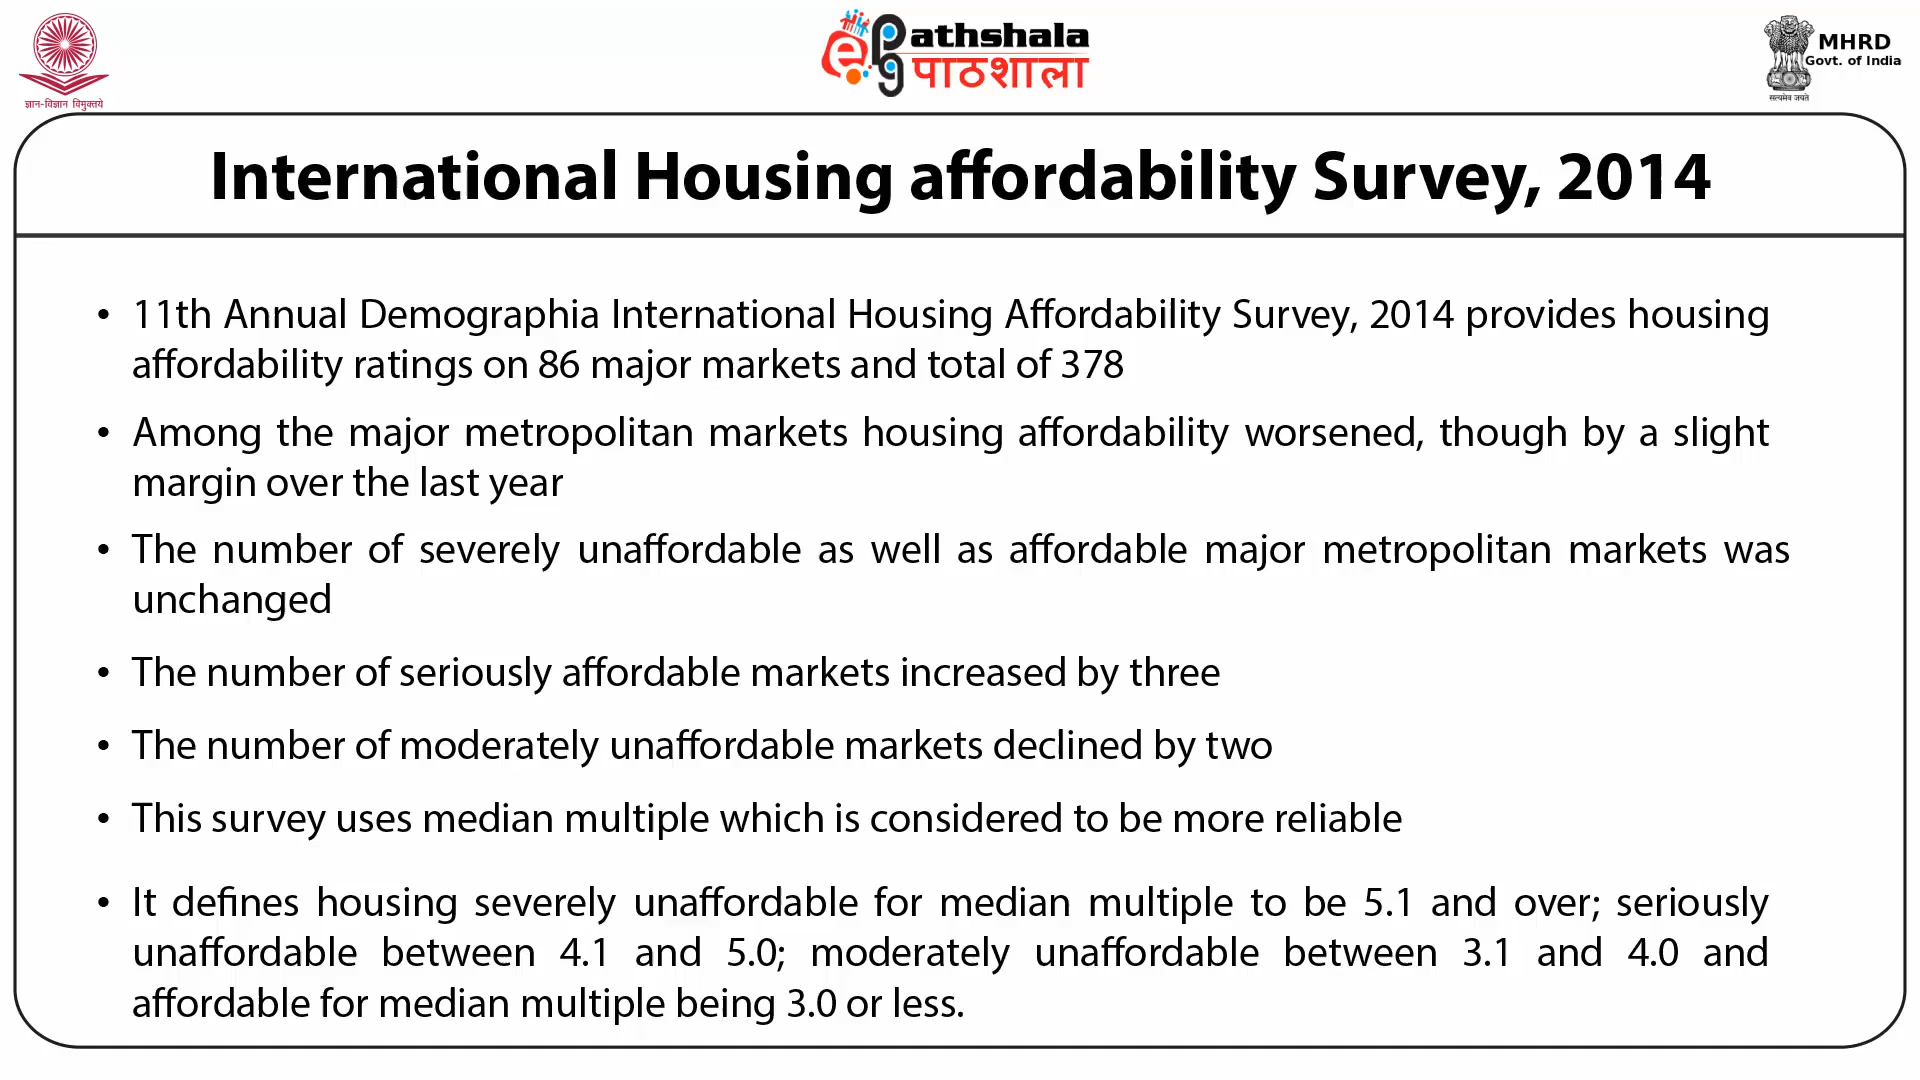 ज्ञान-विज्ञान विमुक्तये
ePathshala
पाठशाला
MHRD
Govt. of India
सत्यमेव जयते
International Housing affordability Survey, 2014
• 11th Annual Demographia International Housing Affordability Survey, 2014 provides housing
affordability ratings on 86 major markets and total of 378
• Among the major metropolitan markets housing affordability worsened, though by a slight
margin over the last year
• The number of severely unaffordable as well as affordable major metropolitan markets was
unchanged
• The number of seriously affordable markets increased by three
• The number of moderately unaffordable markets declined by two
• This survey uses median multiple which is considered to be more reliable
• It defines housing severely unaffordable for median multiple to be 5.1 and over; seriously
unaffordable between 4.1 and 5.0; moderately unaffordable between 3.1 and 4.0 and
affordable for median multiple being 3.0 or less.